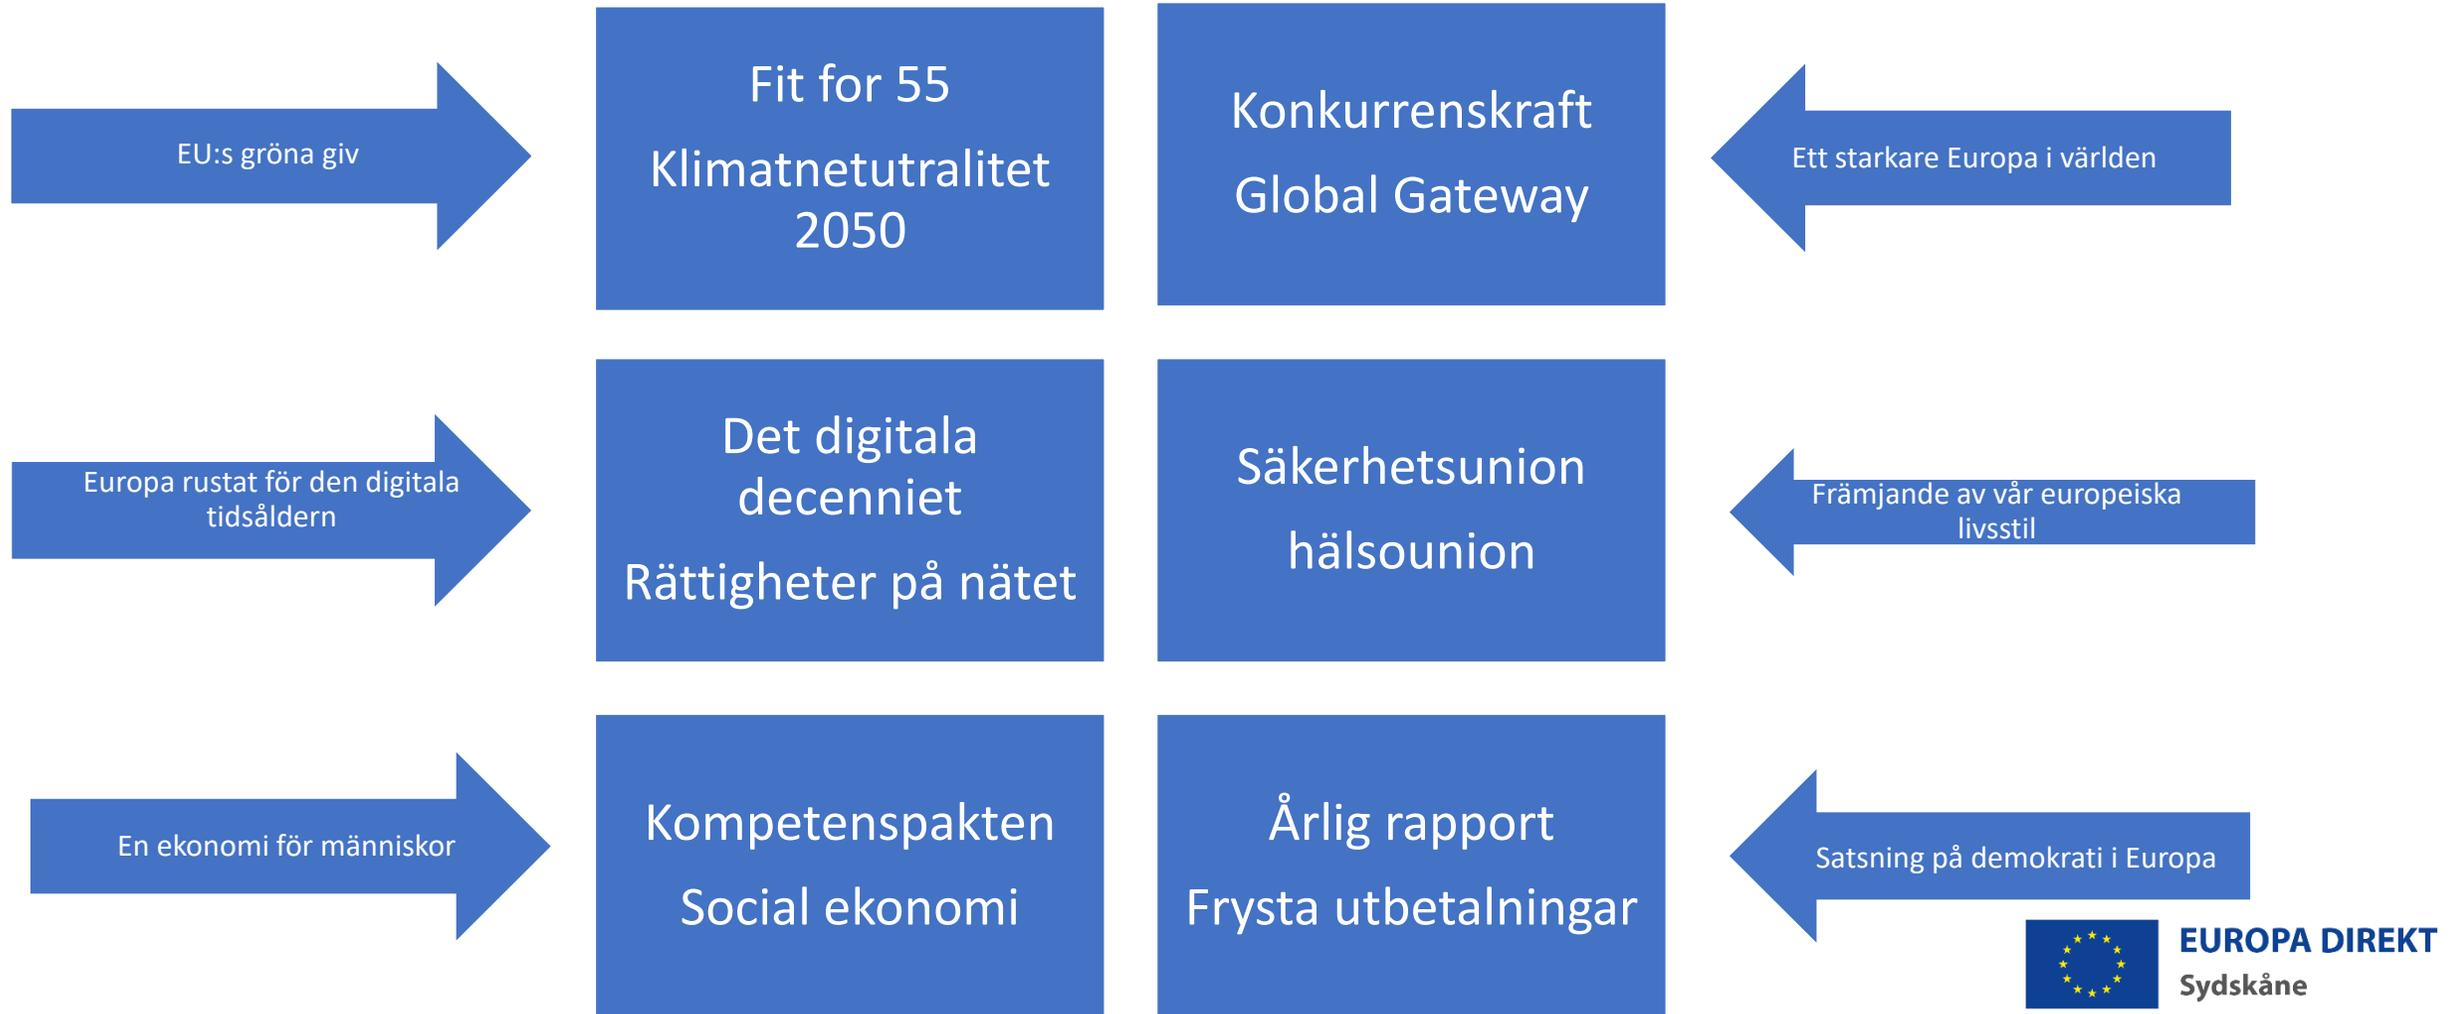 EU:s gröna giv
Fit for 55
Klimatnetutralitet
2050
Konkurrenskraft
Global Gateway
Ett starkare Europa i världen
Europa rustat för den digitala
tidsåldern
Det digitala
decenniet
Rättigheter på nätet
Säkerhetsunion
hälsounion
Främjande av vår europeiska
livsstil
En ekonomi för människor
Kompetenspakten
Social ekonomi
Årlig rapport
Frysta utbetalningar
Satsning på demokrati i Europa
EUROPA DIREKT
Sydskåne